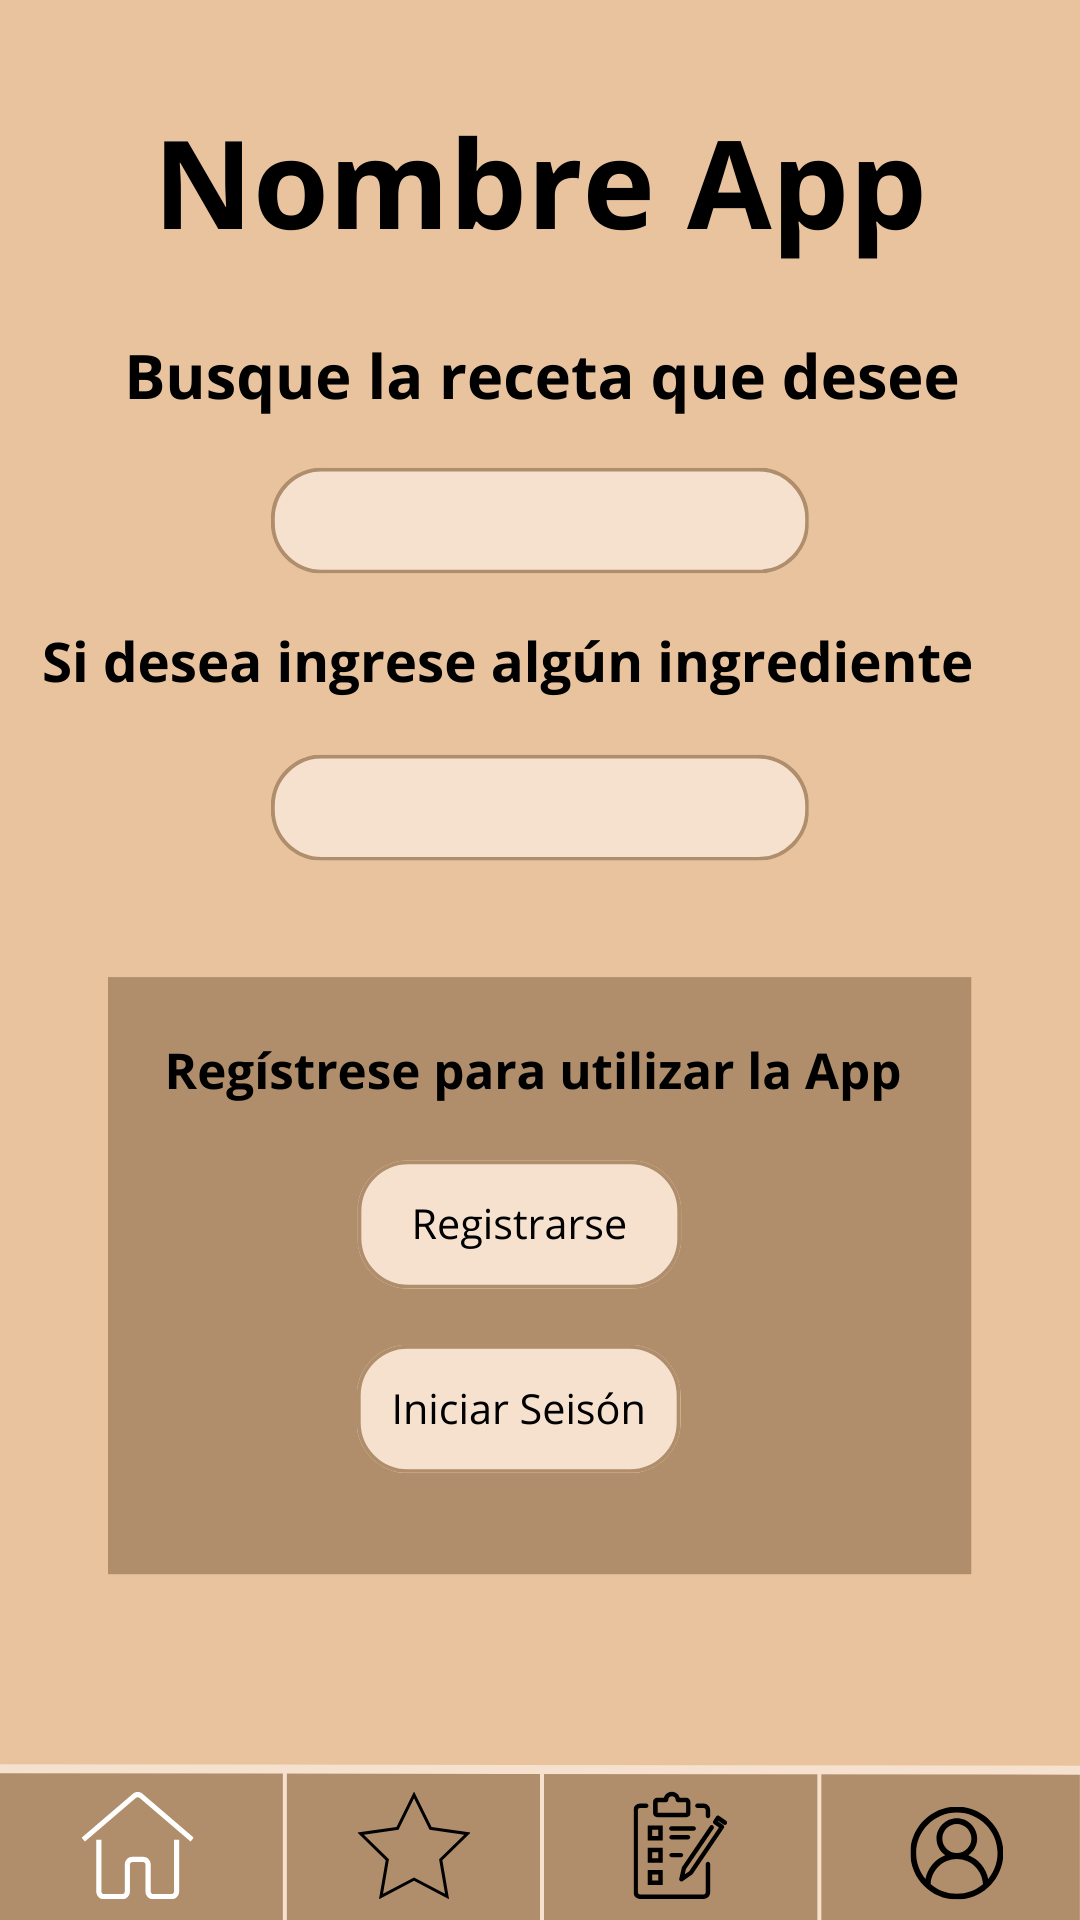 Nombre App
Busque la receta que desee
Si desea ingrese algún ingrediente
Regístrese para utilizar la App
Registrarse
Iniciar Seisón